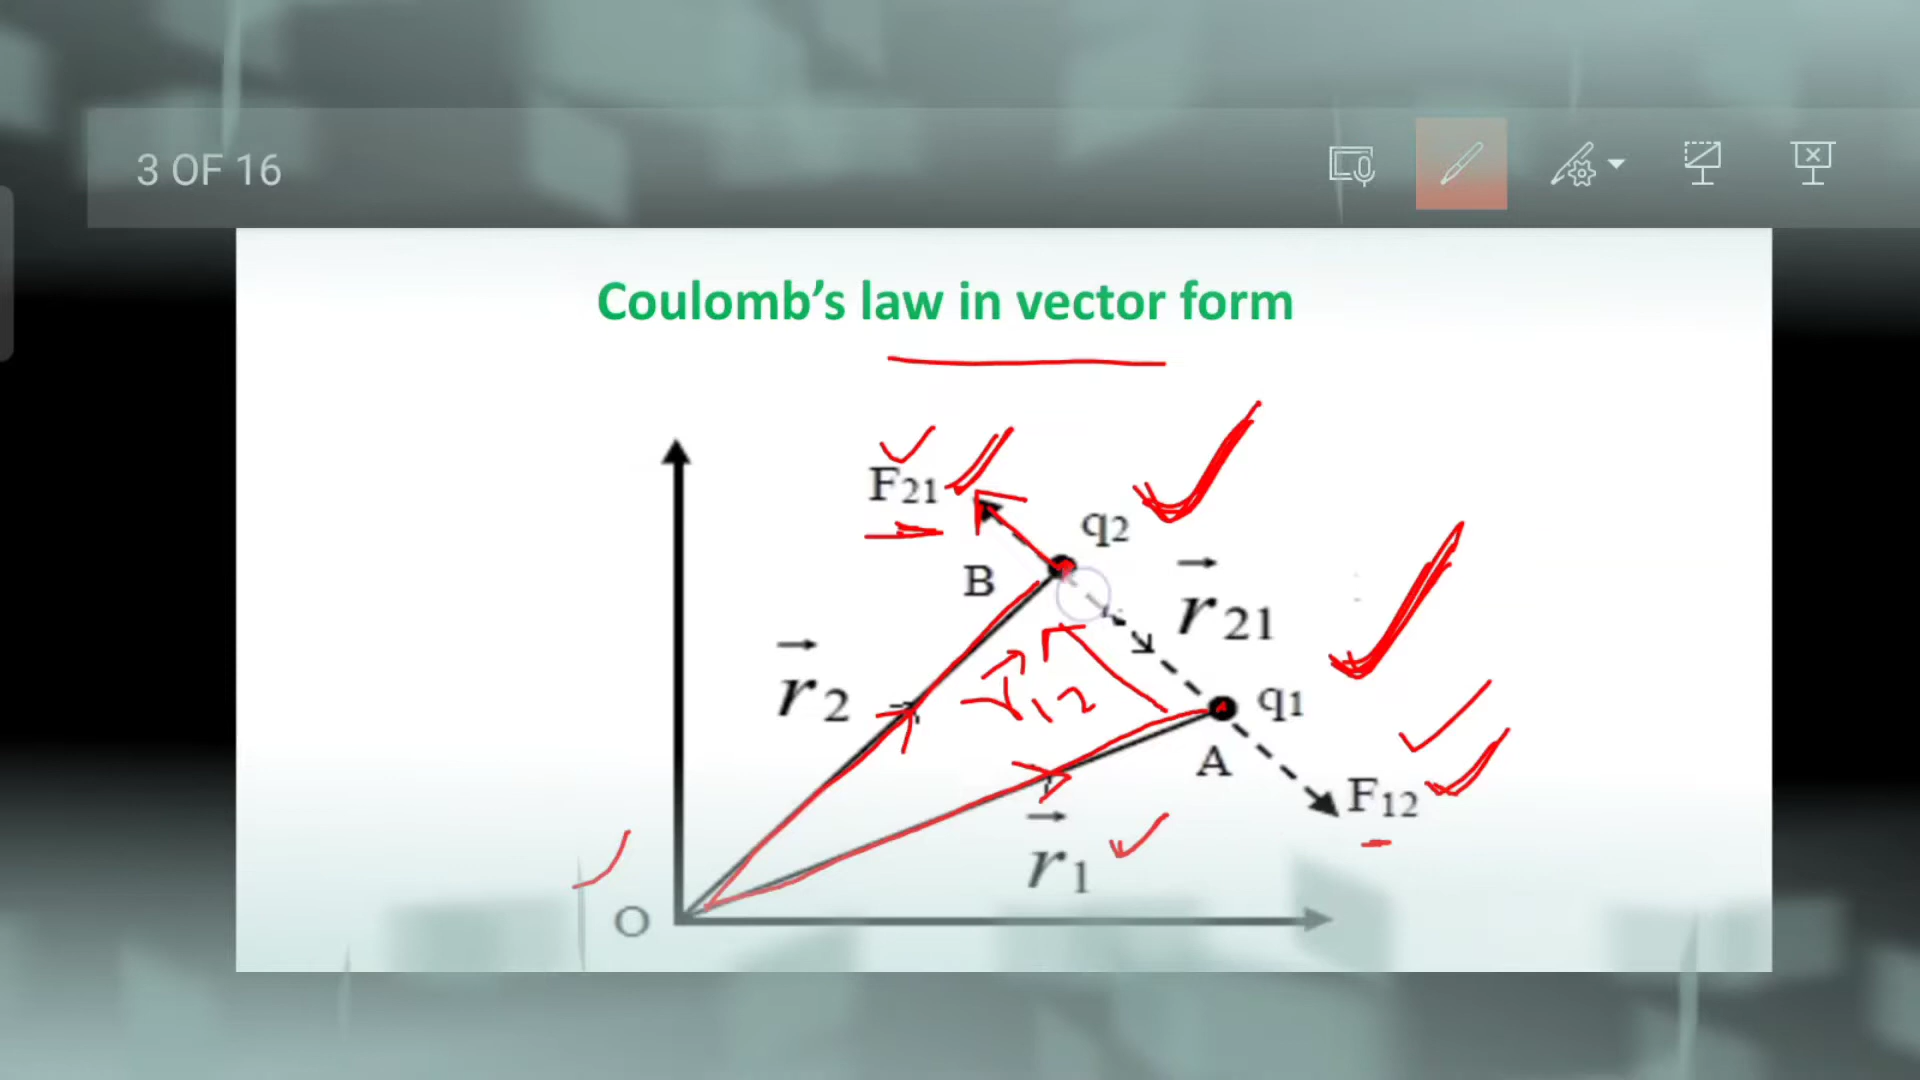 3 OF 16
Coulomb's law in vector form
F21
q2
B
r21
r2
r12
q1
A
F12
r1
O